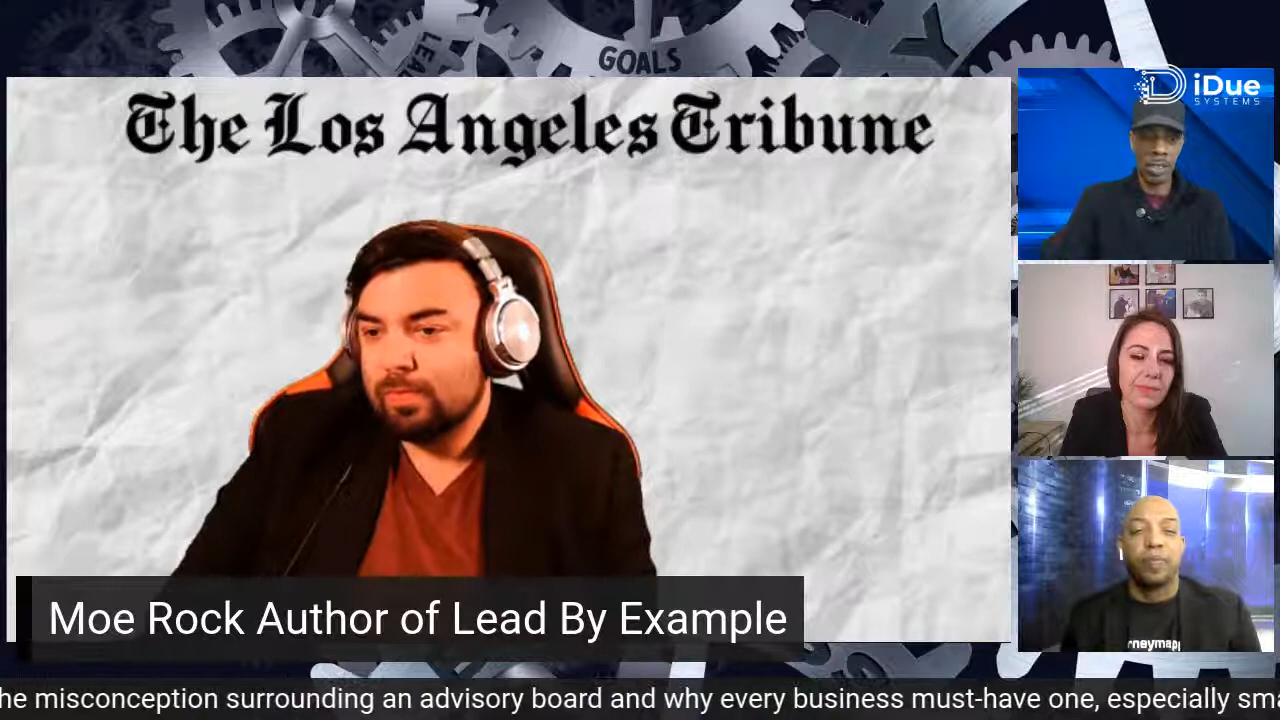 GOALS
The Los Angeles Tribune
iDue
SYSTEMS
Moe Rock Author of Lead By Example
he misconception surrounding an advisory board and why every business must-have one, especially sma